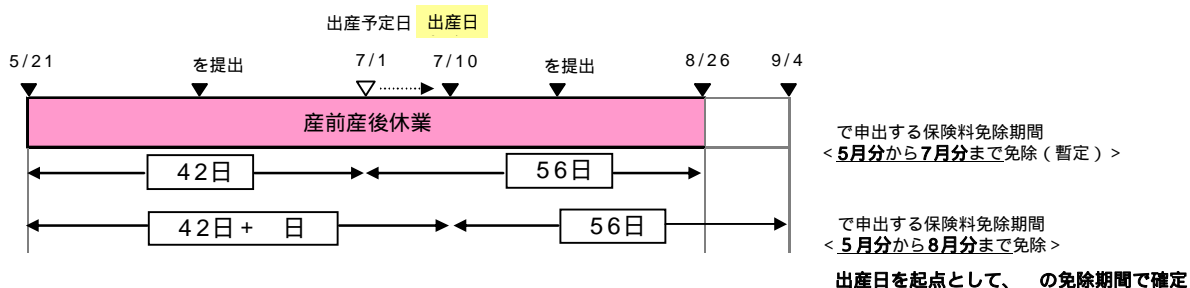 出産予定日 出産日
5/21 を提出 7/1 7/10 を提出 8/26 9/4
産前産後休業
で申出する保険料免除期間
<5月分から7月分まで免除(暫定)>
42日 56日
42日+ 日 56日
で申出する保険料免除期間
<5月分から8月分まで免除>
出産日を起点として、 の免除期間で確定